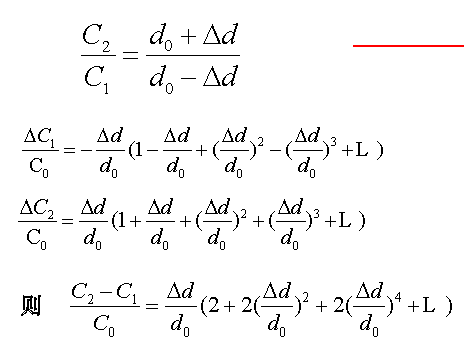 C₂/C₁ = (d₀ + Δd)/(d₀ − Δd)
ΔC₁/C₀ = −Δd/d₀ (1 − Δd/d₀ + (Δd/d₀)² − (Δd/d₀)³ + L )
ΔC₂/C₀ = Δd/d₀ (1 + Δd/d₀ + (Δd/d₀)² + (Δd/d₀)³ + L )
则 (C₂ − C₁)/C₀ = Δd/d₀ (2 + 2(Δd/d₀)² + 2(Δd/d₀)⁴ + L )